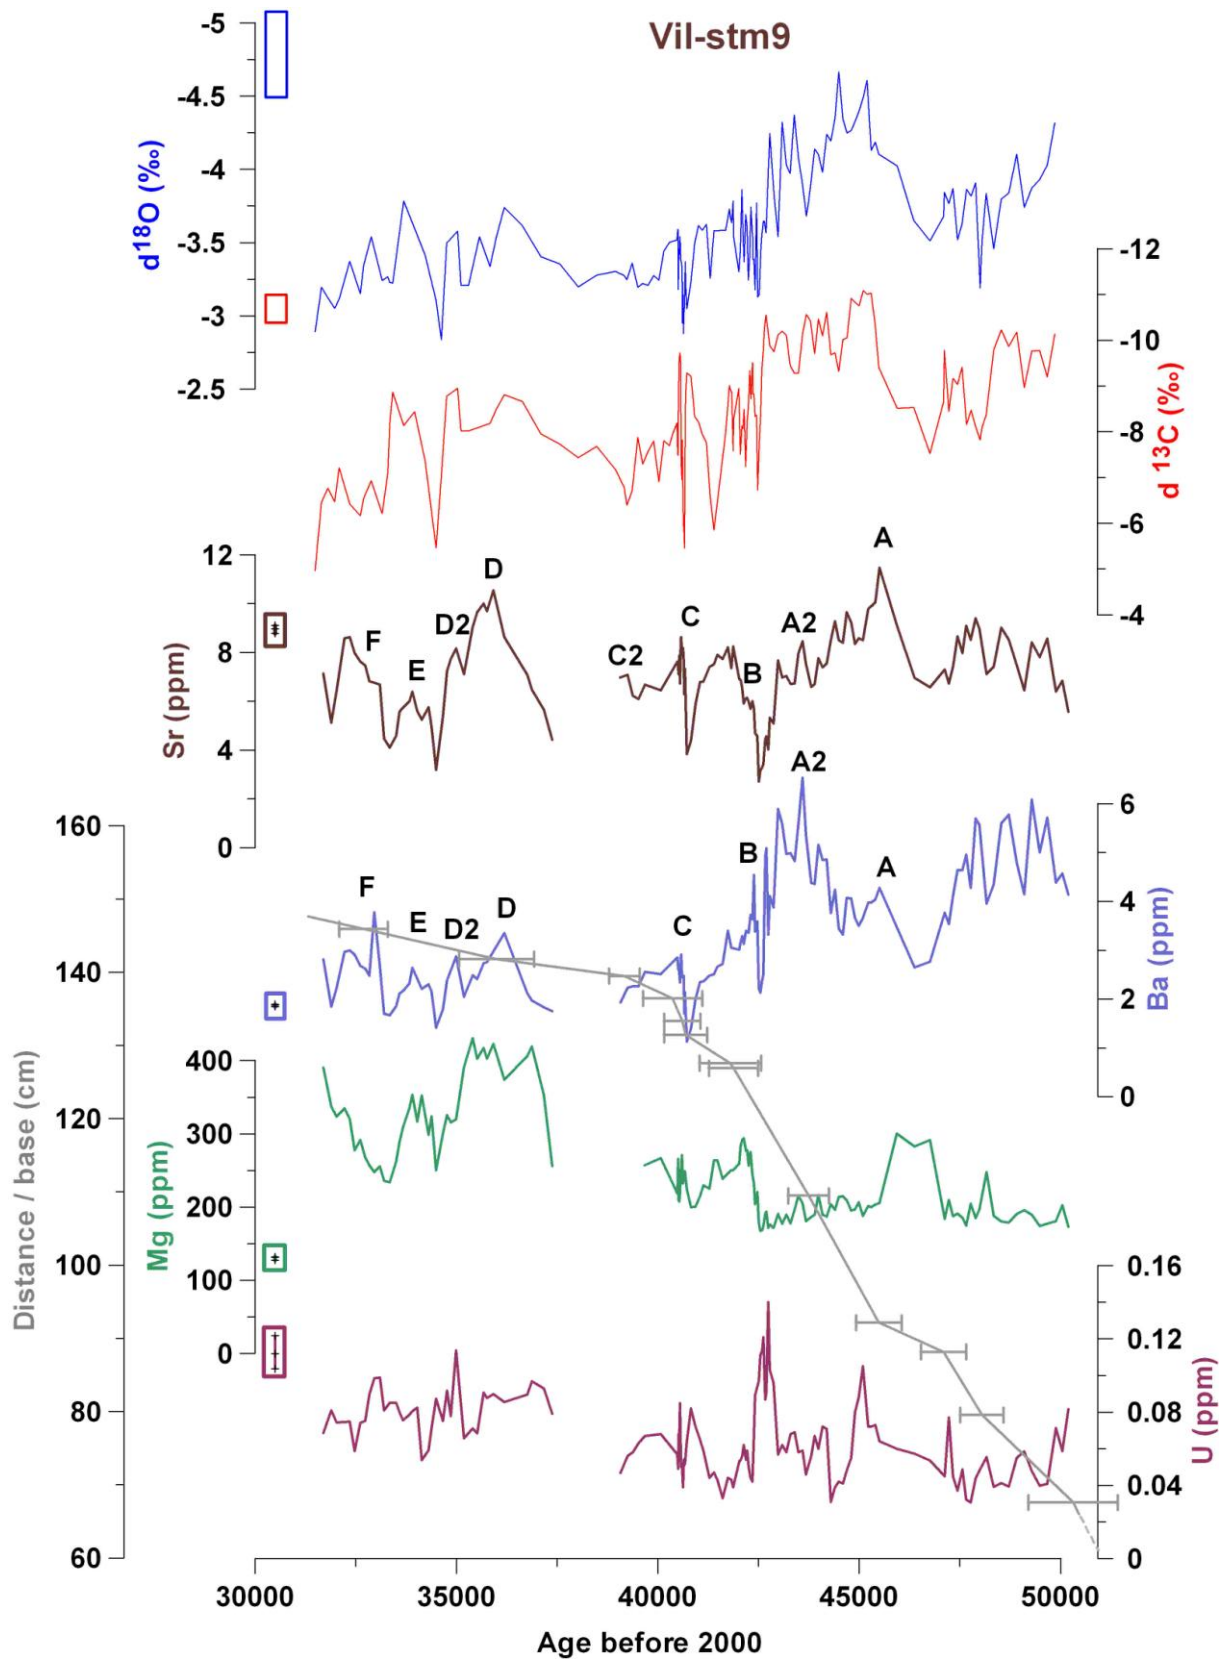 Vil-stm9
-5
-4.5
-4
-3.5
-3
-2.5
d18O (‰)
-12
-10
-8
-6
-4
d 13C (‰)
12
8
4
0
Sr (ppm)
F
E
D2
D
C2
C
B
A2
A
6
4
2
0
Ba (ppm)
F
E
D2
D
C
B
A2
A
160
140
120
100
80
60
Distance / base (cm)
400
300
200
100
0
Mg (ppm)
0.16
0.12
0.08
0.04
0
U (ppm)
30000 35000 40000 45000 50000
Age before 2000